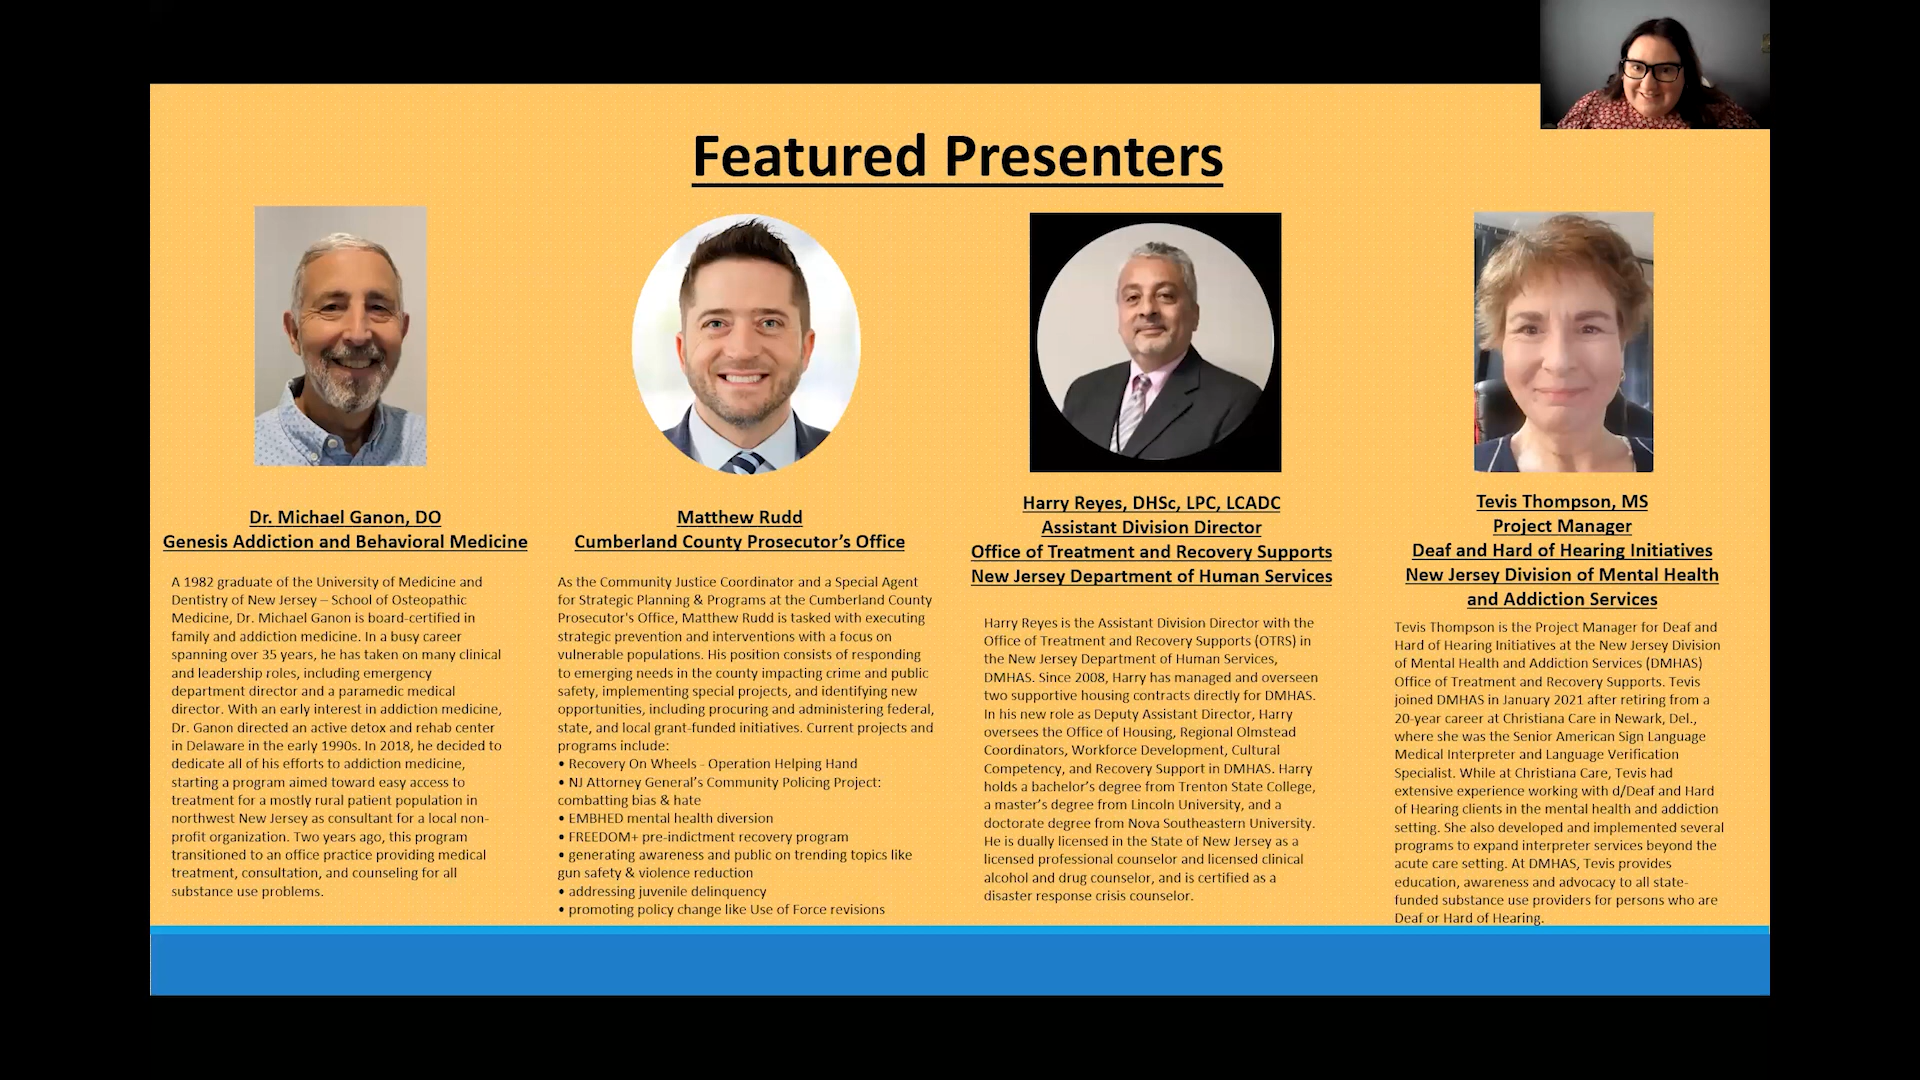 Featured Presenters
Dr. Michael Ganon, DO
Genesis Addiction and Behavioral Medicine
A 1982 graduate of the University of Medicine and
Dentistry of New Jersey – School of Osteopathic
Medicine, Dr. Michael Ganon is board-certified in
family and addiction medicine. In a busy career
spanning over 35 years, he has taken on many clinical
and leadership roles, including emergency
department director and a paramedic medical
director. With an early interest in addiction medicine,
Dr. Ganon directed an active detox and rehab center
in Delaware in the early 1990s. In 2018, he decided to
dedicate all of his efforts to addiction medicine,
starting a program aimed toward easy access to
treatment for a mostly rural patient population in
northwest New Jersey as consultant for a local non-
profit organization. Two years ago, this program
transitioned to an office practice providing medical
treatment, consultation, and counseling for all
substance use problems.
Matthew Rudd
Cumberland County Prosecutor's Office
As the Community Justice Coordinator and a Special Agent
for Strategic Planning & Programs at the Cumberland County
Prosecutor's Office, Matthew Rudd is tasked with executing
strategic prevention and interventions with a focus on
vulnerable populations. His position consists of responding
to emerging needs in the county impacting crime and public
safety, implementing special projects, and identifying new
opportunities, including procuring and administering federal,
state, and local grant-funded initiatives. Current projects and
programs include:
• Recovery On Wheels - Operation Helping Hand
• NJ Attorney General's Community Policing Project:
combatting bias & hate
• EMBHED mental health diversion
• FREEDOM+ pre-indictment recovery program
• generating awareness and public on trending topics like
gun safety & violence reduction
• addressing juvenile delinquency
• promoting policy change like Use of Force revisions
Harry Reyes, DHSc, LPC, LCADC
Assistant Division Director
Office of Treatment and Recovery Supports
New Jersey Department of Human Services
Harry Reyes is the Assistant Division Director with the
Office of Treatment and Recovery Supports (OTRS) in
the New Jersey Department of Human Services,
DMHAS. Since 2008, Harry has managed and overseen
two supportive housing contracts directly for DMHAS.
In his new role as Deputy Assistant Director, Harry
oversees the Office of Housing, Regional Olmstead
Coordinators, Workforce Development, Cultural
Competency, and Recovery Support in DMHAS. Harry
holds a bachelor's degree from Trenton State College,
a master's degree from Lincoln University, and a
doctorate degree from Nova Southeastern University.
He is dually licensed in the State of New Jersey as a
licensed professional counselor and licensed clinical
alcohol and drug counselor, and is certified as a
disaster response crisis counselor.
Tevis Thompson, MS
Project Manager
Deaf and Hard of Hearing Initiatives
New Jersey Division of Mental Health
and Addiction Services
Tevis Thompson is the Project Manager for Deaf and
Hard of Hearing Initiatives at the New Jersey Division
of Mental Health and Addiction Services (DMHAS)
Office of Treatment and Recovery Supports. Tevis
joined DMHAS in January 2021 after retiring from a
20-year career at Christiana Care in Newark, Del.,
where she was the Senior American Sign Language
Medical Interpreter and Language Verification
Specialist. While at Christiana Care, Tevis had
extensive experience working with d/Deaf and Hard
of Hearing clients in the mental health and addiction
setting. She also developed and implemented several
programs to expand interpreter services beyond the
acute care setting. At DMHAS, Tevis provides
education, awareness and advocacy to all state-
funded substance use providers for persons who are
Deaf or Hard of Hearing.